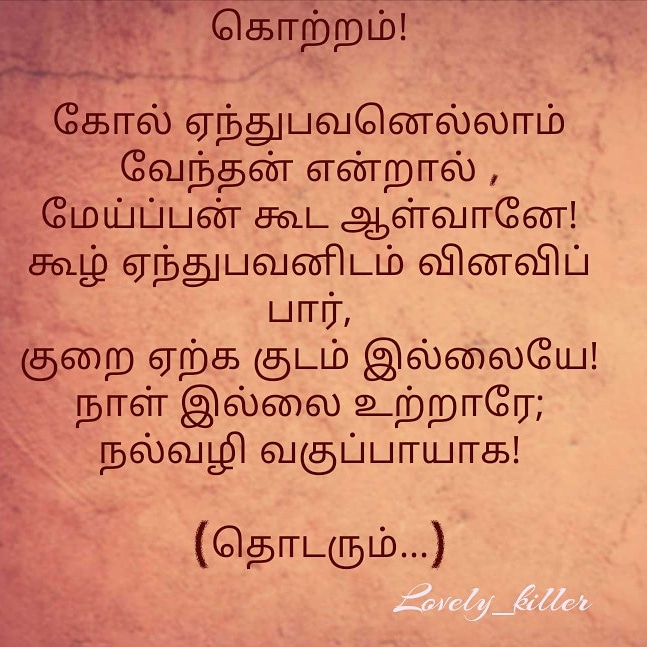 கொற்றம்!
கோல் ஏந்துபவனெல்லாம்
வேந்தன் என்றால் ,
மேய்ப்பன் கூட ஆள்வானே!
கூழ் ஏந்துபவனிடம் வினவிப்
பார்,
குறை ஏற்க குடம் இல்லையே!
நாள் இல்லை உற்றாரே;
நல்வழி வகுப்பாயாக!
(தொடரும்...)
Lovely_killer